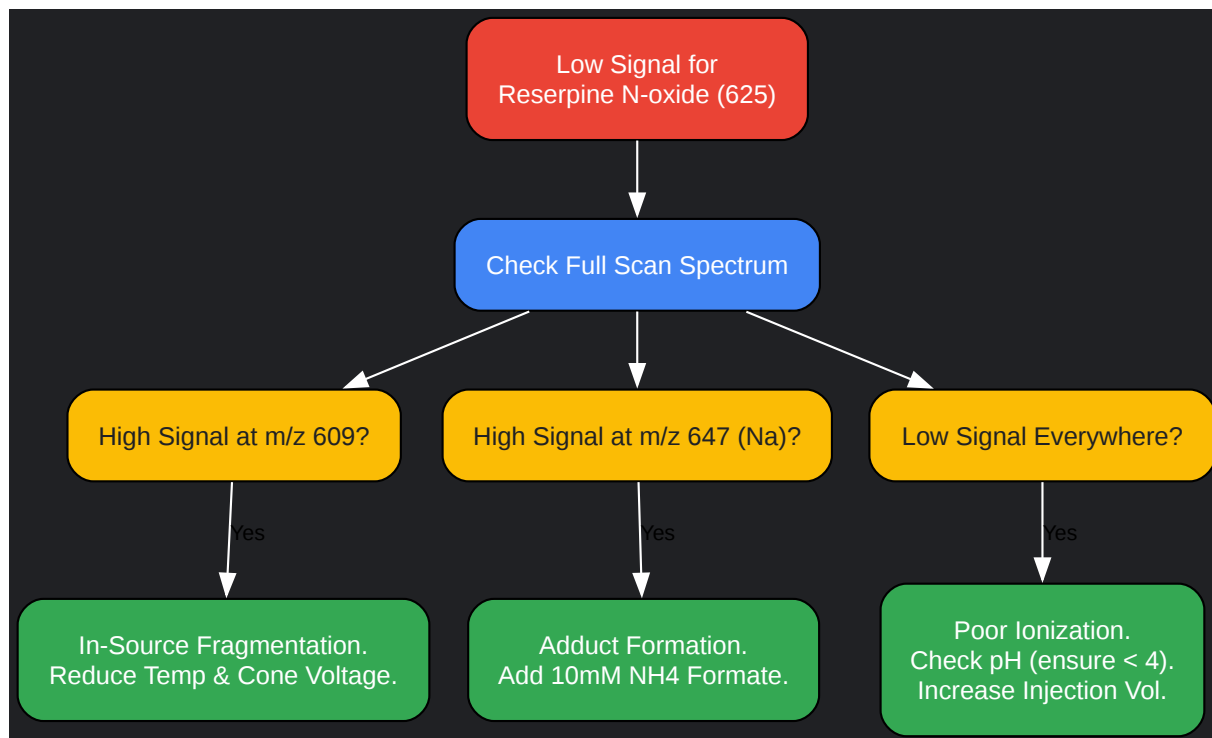 Low Signal for
Reserpine N-oxide (625)
Check Full Scan Spectrum
High Signal at m/z 609?
High Signal at m/z 647 (Na)?
Low Signal Everywhere?
Yes
Yes
Yes
In-Source Fragmentation.
Reduce Temp & Cone Voltage.
Adduct Formation.
Add 10mM NH4 Formate.
Poor Ionization.
Check pH (ensure < 4).
Increase Injection Vol.